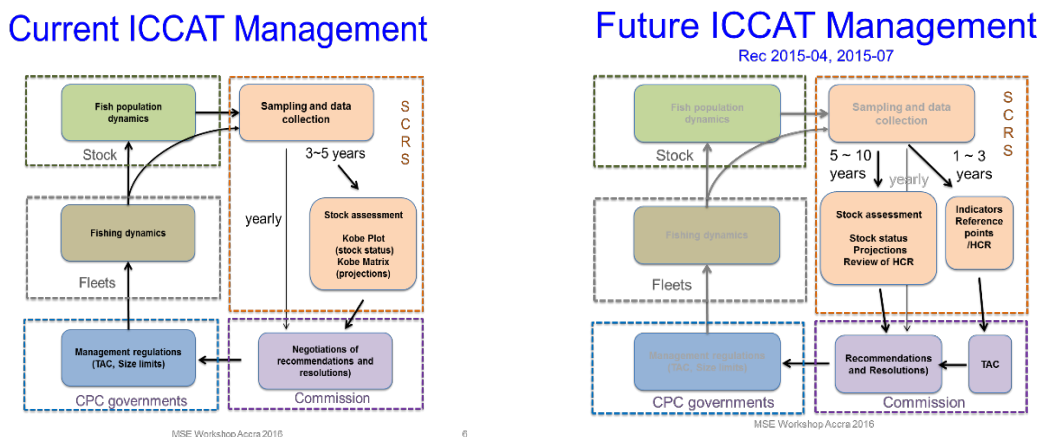 Current ICCAT Management
Fish population
dynamics
Sampling and data
collection
S
C
R
S
Stock
3~5 years
yearly
Stock assessment
Kobe Plot
(stock status)
Kobe Matrix
(projections)
Fishing dynamics
Fleets
Management regulations
(TAC, Size limits)
Negotiations of
recommendations and
resolutions)
CPC governments
Commission
MSE Workshop Accra 2016
6
Future ICCAT Management
Rec 2015-04, 2015-07
Fish population
dynamics
Sampling and data
collection
S
C
R
S
Stock
5 ~ 10
years
yearly
1 ~ 3
years
Stock assessment
Stock status
Projections
Review of HCR
Indicators
Reference
points
/HCR
Fishing dynamics
Fleets
Management regulations
(TAC, Size limits)
Recommendations
and Resolutions)
TAC
CPC governments
Commission
MSE Workshop Accra 2016